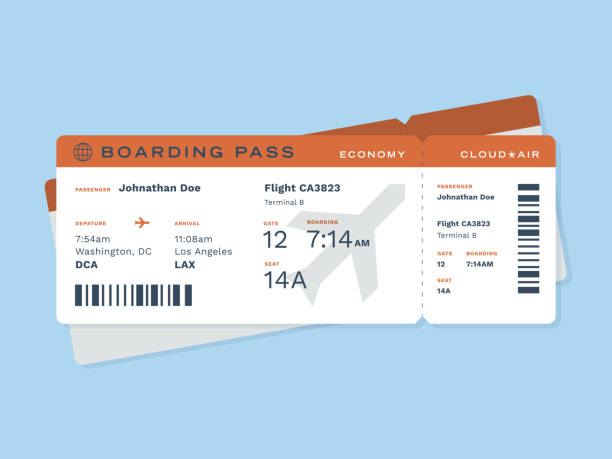 BOARDING PASS ECONOMY CLOUD★AIR
PASSENGER Johnathan Doe
Flight CA3823
Terminal B
DEPATURE ARRIVAL
7:54am 11:08am
Washington, DC Los Angeles
DCA LAX
GATE BOARDING
12 7:14 AM
SEAT
14A
PASSENGER
Johnathan Doe
Flight CA3823
Terminal B
GATE BOARDING
12 7:14AM
SEAT
14A